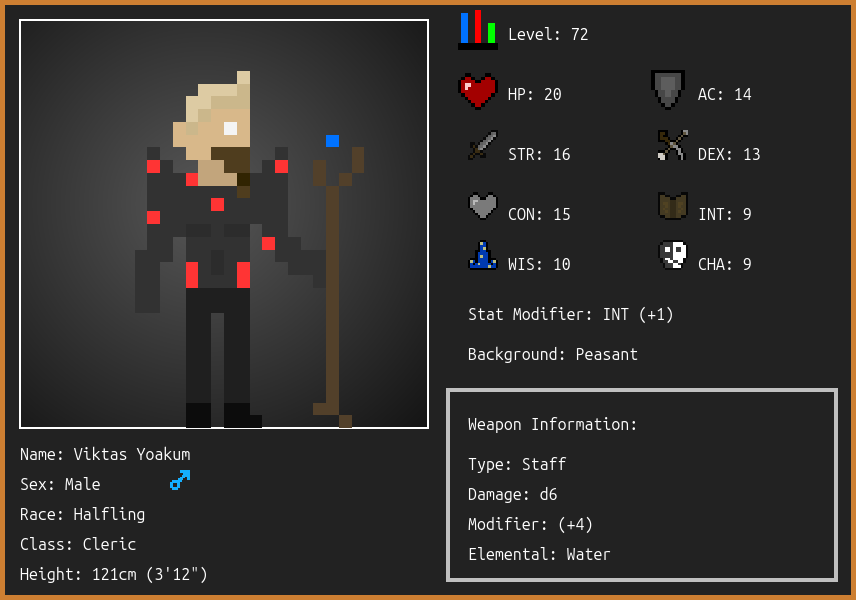 Level: 72
HP: 20
AC: 14
STR: 16
DEX: 13
CON: 15
INT: 9
WIS: 10
CHA: 9
Stat Modifier: INT (+1)
Background: Peasant
Weapon Information:
Type: Staff
Damage: d6
Modifier: (+4)
Elemental: Water
Name: Viktas Yoakum
Sex: Male
Race: Halfling
Class: Cleric
Height: 121cm (3'12")